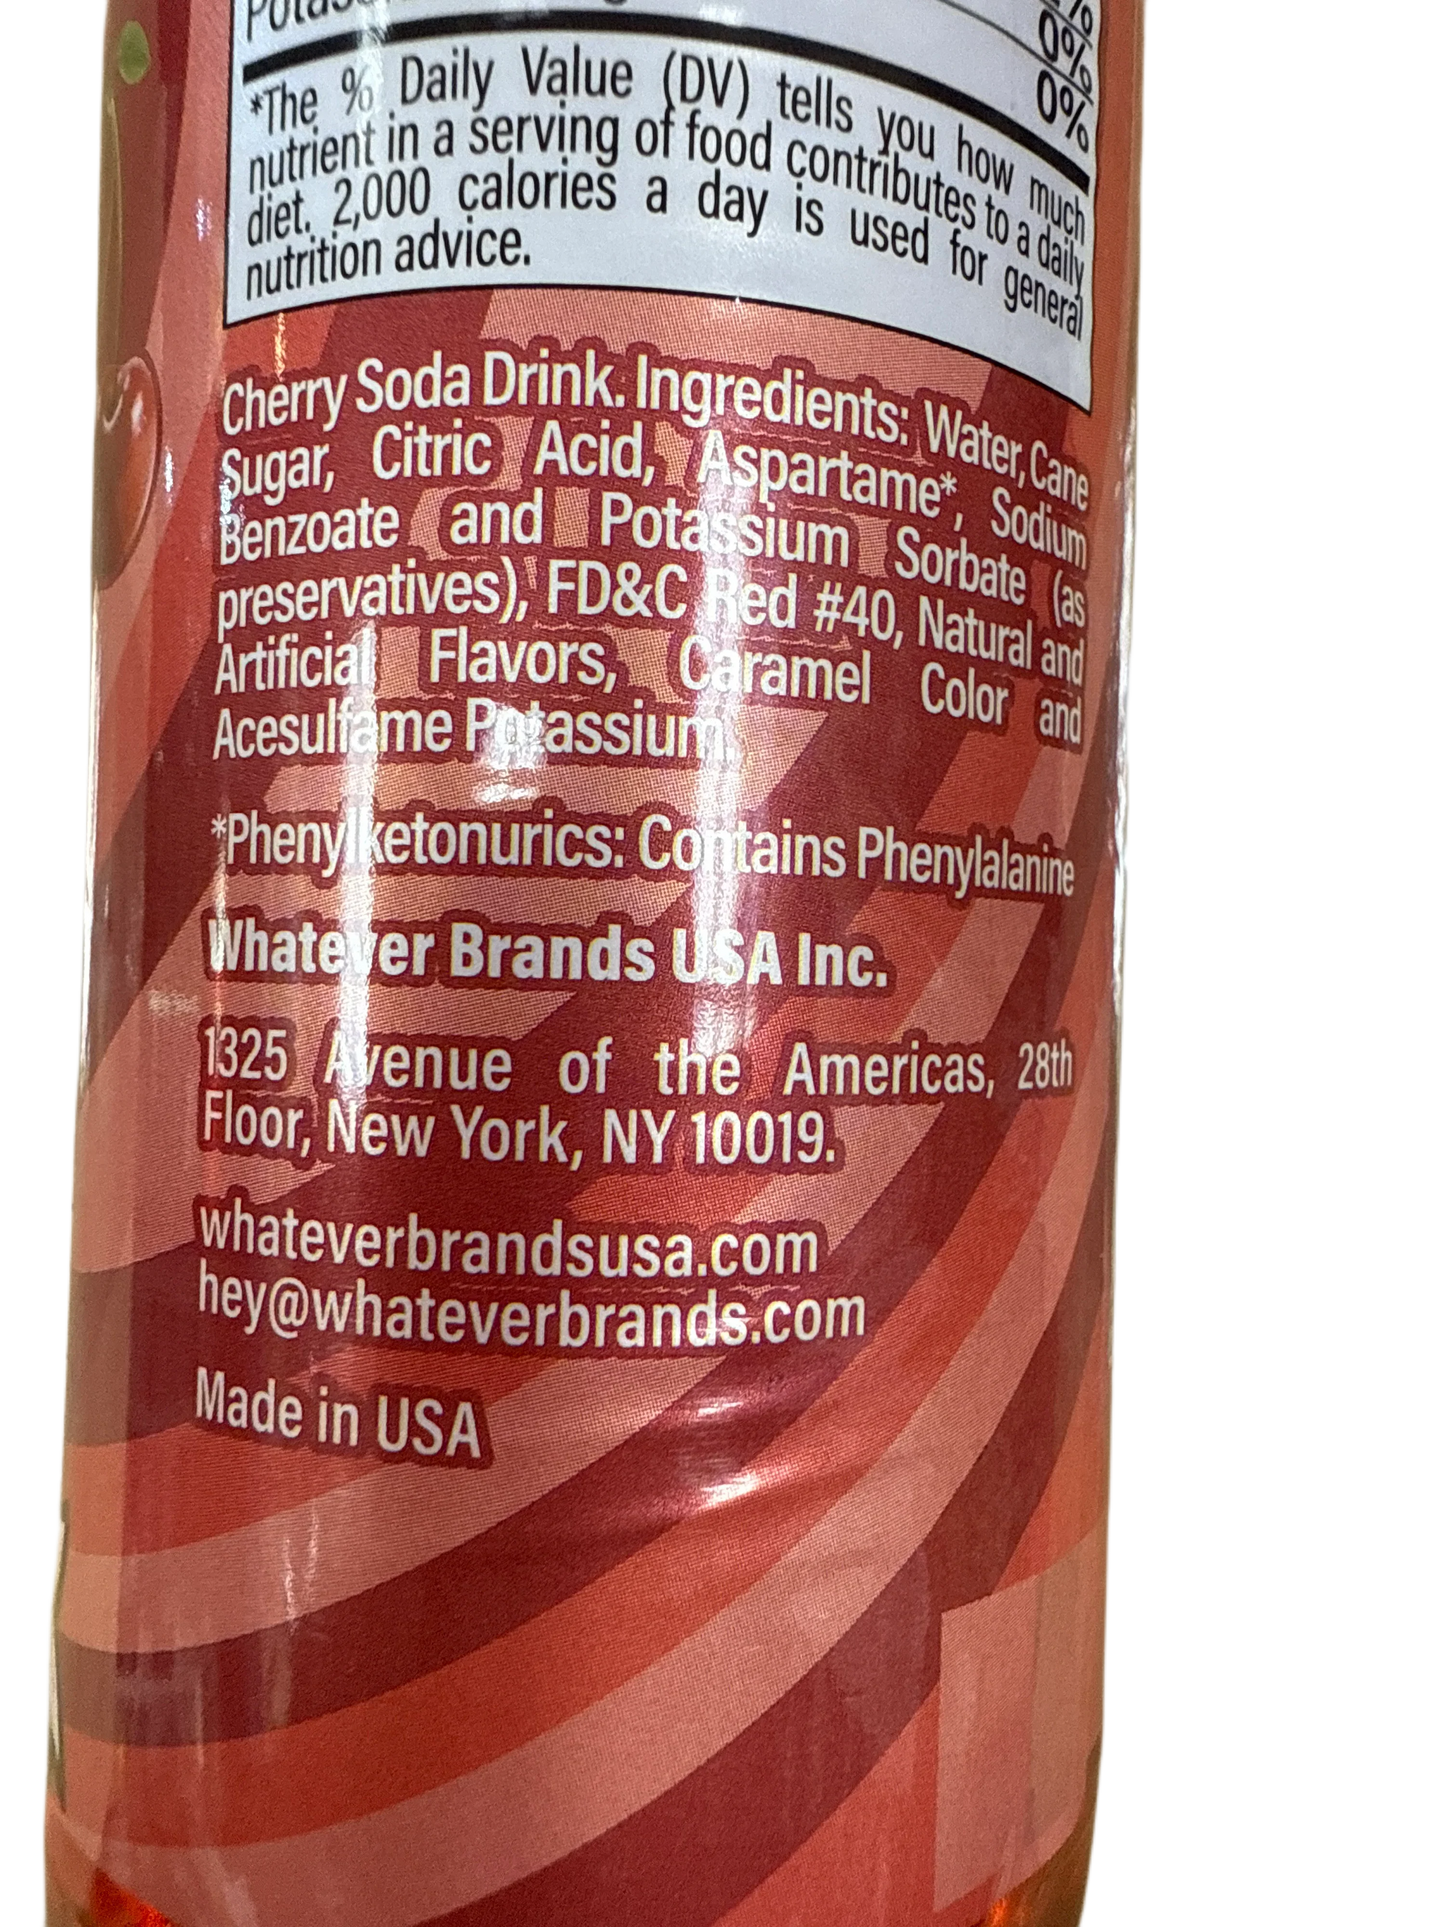 0%
0%
*The % Daily Value (DV) tells you how much
nutrient in a serving of food contributes to a daily
diet. 2,000 calories a day is used for general
nutrition advice.
Cherry Soda Drink. Ingredients: Water, Cane
Sugar, Citric Acid, Aspartame*, Sodium
Benzoate and Potassium Sorbate (as
preservatives), FD&C Red #40, Natural and
Artificial Flavors, Caramel Color and
Acesulfame Potassium.
*Phenylketonurics: Contains Phenylalanine
Whatever Brands USA Inc.
1325 Avenue of the Americas, 28th
Floor, New York, NY 10019.
whateverbrandsusa.com
hey@whateverbrands.com
Made in USA